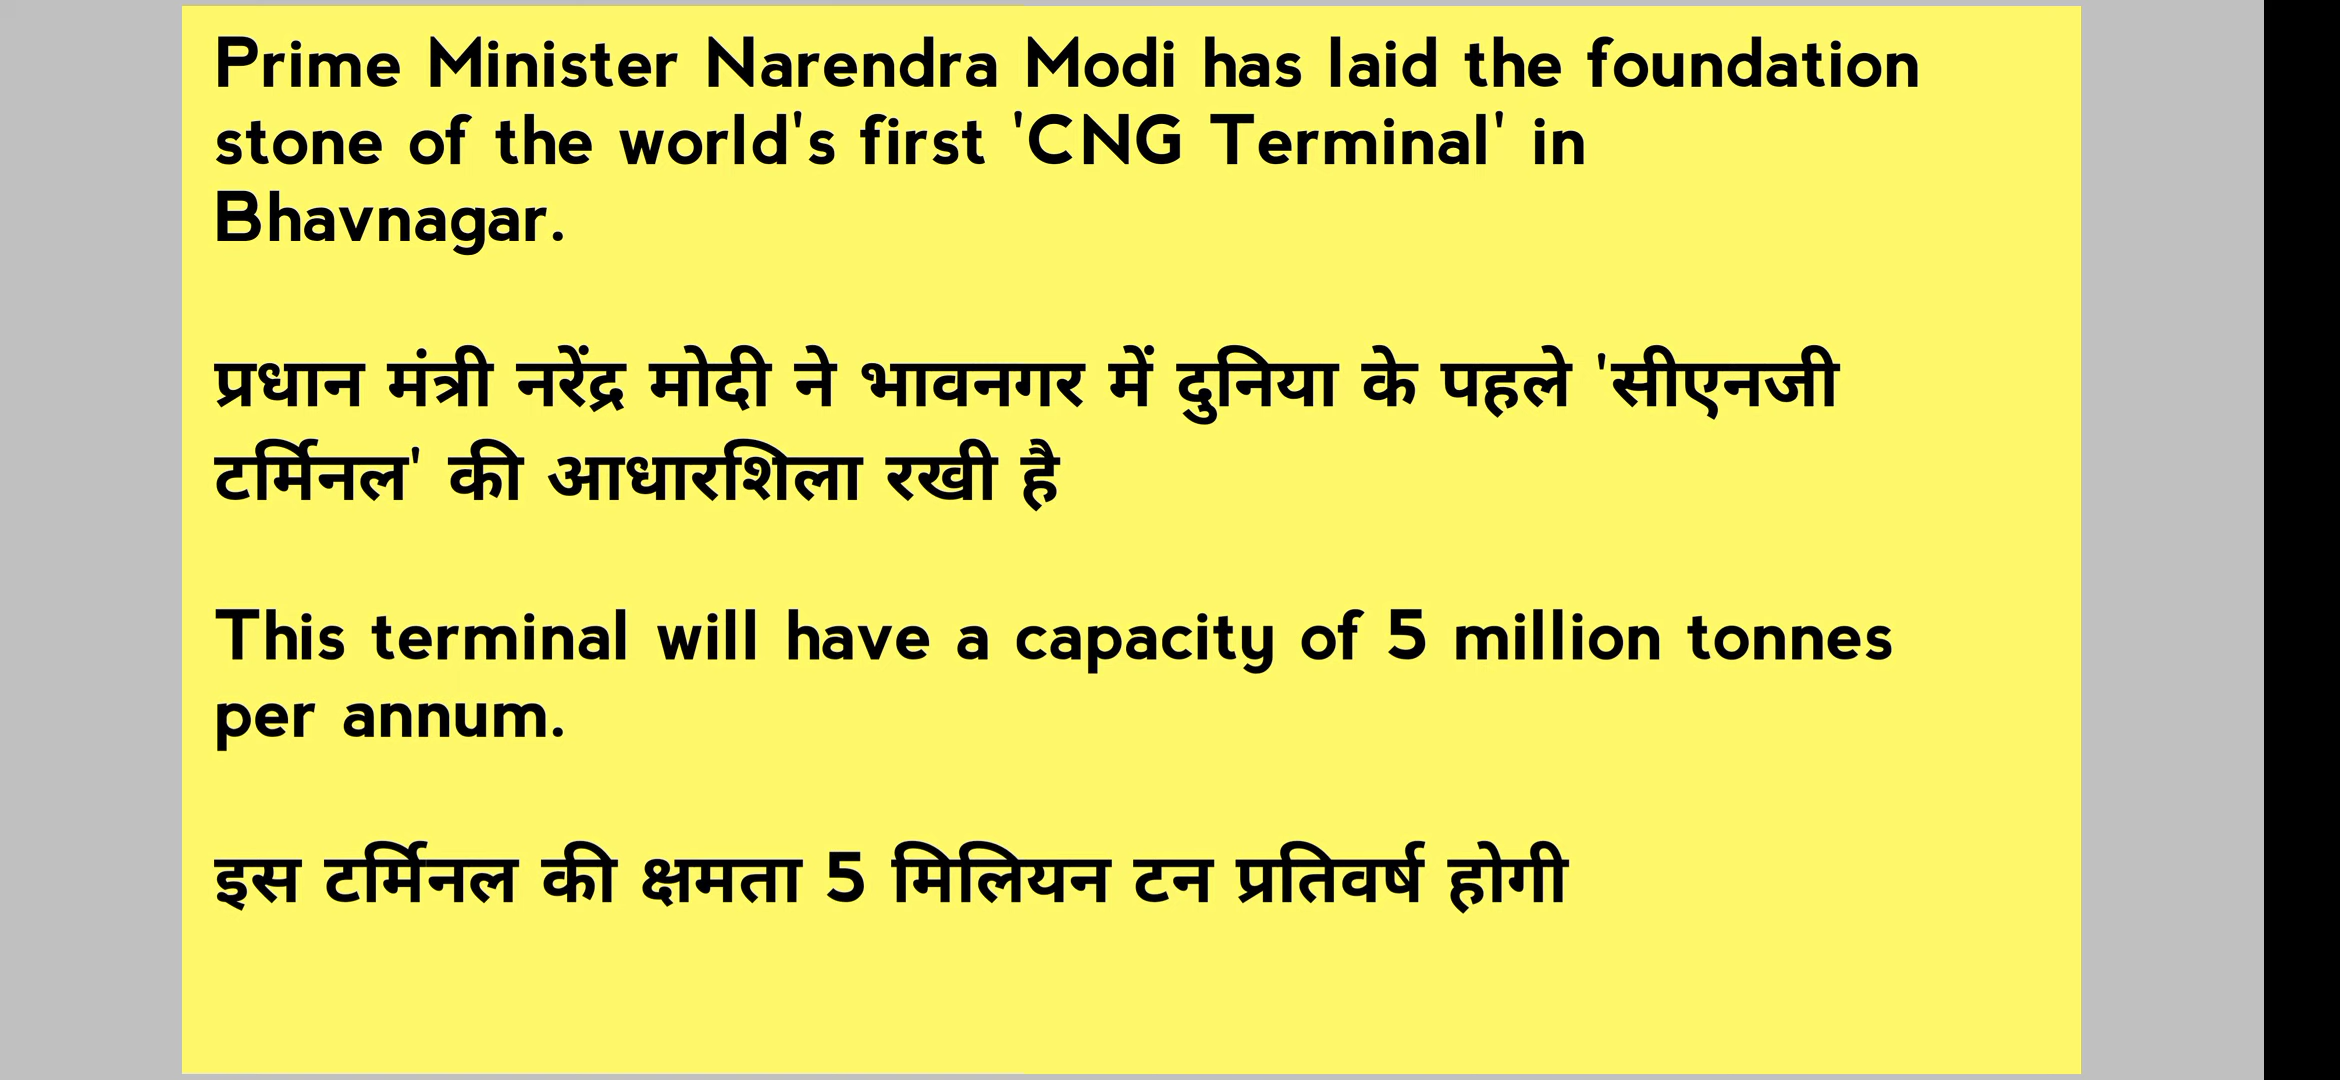 Prime Minister Narendra Modi has laid the foundation
stone of the world's first 'CNG Terminal' in
Bhavnagar.
प्रधान मंत्री नरेंद्र मोदी ने भावनगर में दुनिया के पहले 'सीएनजी
टर्मिनल' की आधारशिला रखी है
This terminal will have a capacity of 5 million tonnes
per annum.
इस टर्मिनल की क्षमता 5 मिलियन टन प्रतिवर्ष होगी